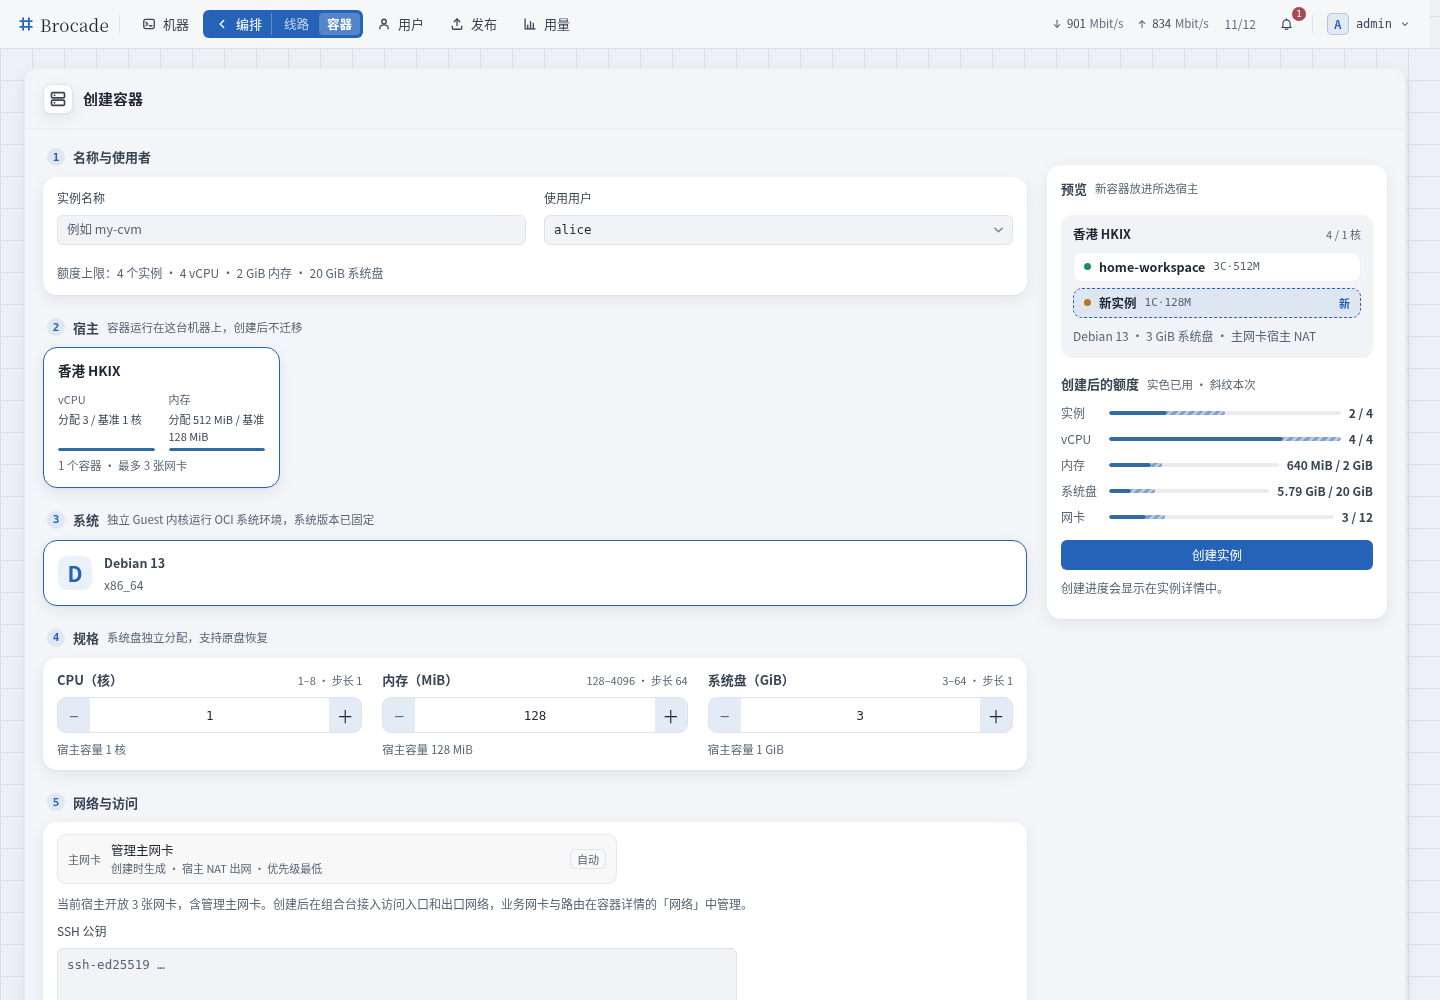 Brocade
机器
编排
线路
容器
用户
发布
用量
901 Mbit/s
834 Mbit/s
11/12
1
A
admin
创建容器
1 名称与使用者
实例名称
使用用户
例如 my-cvm
alice
额度上限：4 个实例 · 4 vCPU · 2 GiB 内存 · 20 GiB 系统盘
2 宿主 容器运行在这台机器上，创建后不迁移
香港 HKIX
vCPU
内存
分配 3 / 基准 1 核
分配 512 MiB / 基准
128 MiB
1 个容器 · 最多 3 张网卡
3 系统 独立 Guest 内核运行 OCI 系统环境，系统版本已固定
D
Debian 13
x86_64
4 规格 系统盘独立分配，支持原盘恢复
CPU（核）
1–8 · 步长 1
内存（MiB）
128–4096 · 步长 64
系统盘（GiB）
3–64 · 步长 1
− 1 +
− 128 +
− 3 +
宿主容量 1 核
宿主容量 128 MiB
宿主容量 1 GiB
5 网络与访问
主网卡
管理主网卡
创建时生成 · 宿主 NAT 出网 · 优先级最低
自动
当前宿主开放 3 张网卡，含管理主网卡。创建后在组合台接入访问入口和出口网络，业务网卡与路由在容器详情的「网络」中管理。
SSH 公钥
ssh-ed25519 …
预览 新容器放进所选宿主
香港 HKIX
4 / 1 核
home-workspace 3C·512M
新实例 1C·128M
新
Debian 13 · 3 GiB 系统盘 · 主网卡宿主 NAT
创建后的额度 实色已用 · 斜纹本次
实例 2 / 4
vCPU 4 / 4
内存 640 MiB / 2 GiB
系统盘 5.79 GiB / 20 GiB
网卡 3 / 12
创建实例
创建进度会显示在实例详情中。